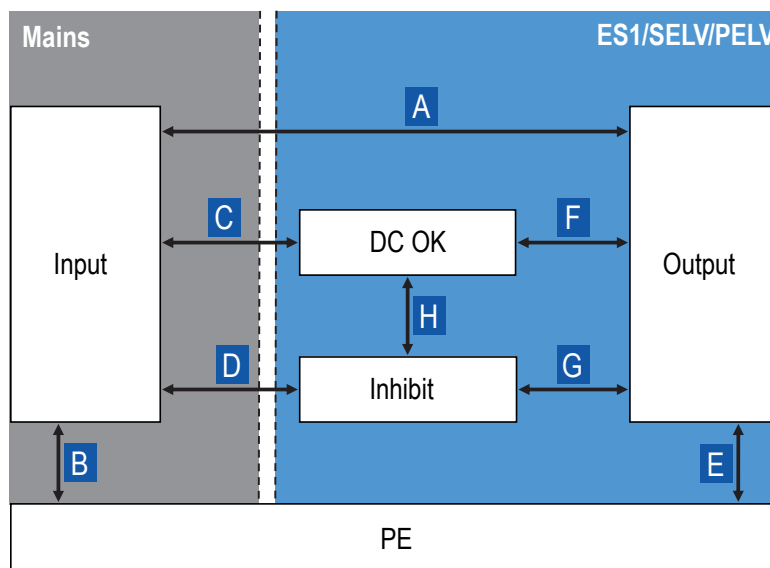 Mains
ES1/SELV/PELV
A
C
DC OK
F
Input
Output
H
D
Inhibit
G
B
E
PE